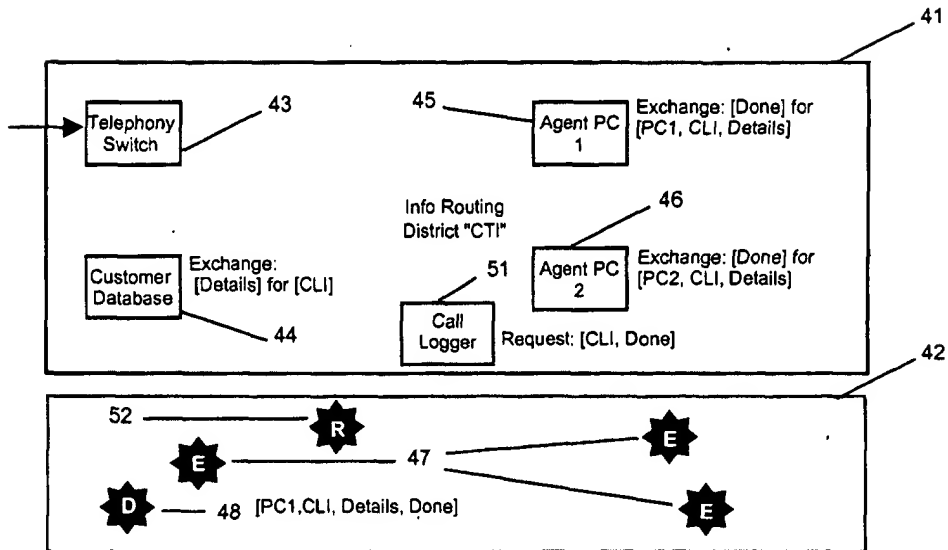 41
43
45
Telephony
Switch
Agent PC
1
Exchange: [Done] for
[PC1, CLI, Details]
Info Routing
District "CTI"
46
Customer
Database
Exchange:
[Details] for [CLI]
44
51
Agent PC
2
Exchange: [Done] for
[PC2, CLI, Details]
Call
Logger
Request: [CLI, Done]
42
52
R
E
47
E
D
48 [PC1,CLI, Details, Done]
E